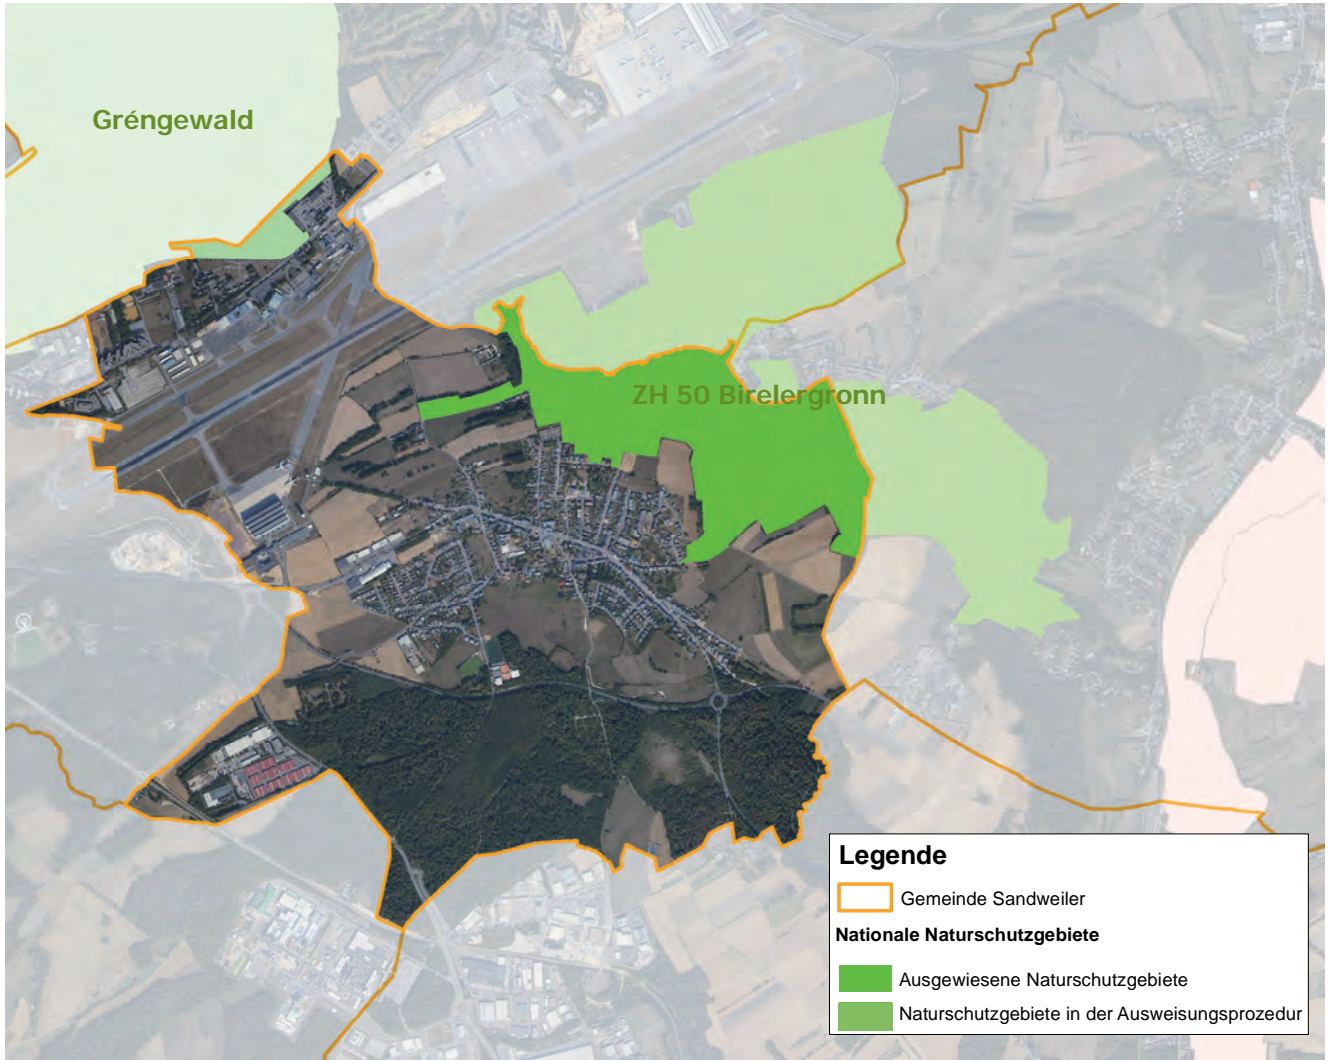 Gréngewald
ZH 50 Birelergronn
Legende
Gemeinde Sandweiler
Nationale Naturschutzgebiete
Ausgewiesene Naturschutzgebiete
Naturschutzgebiete in der Ausweisungsprozedur